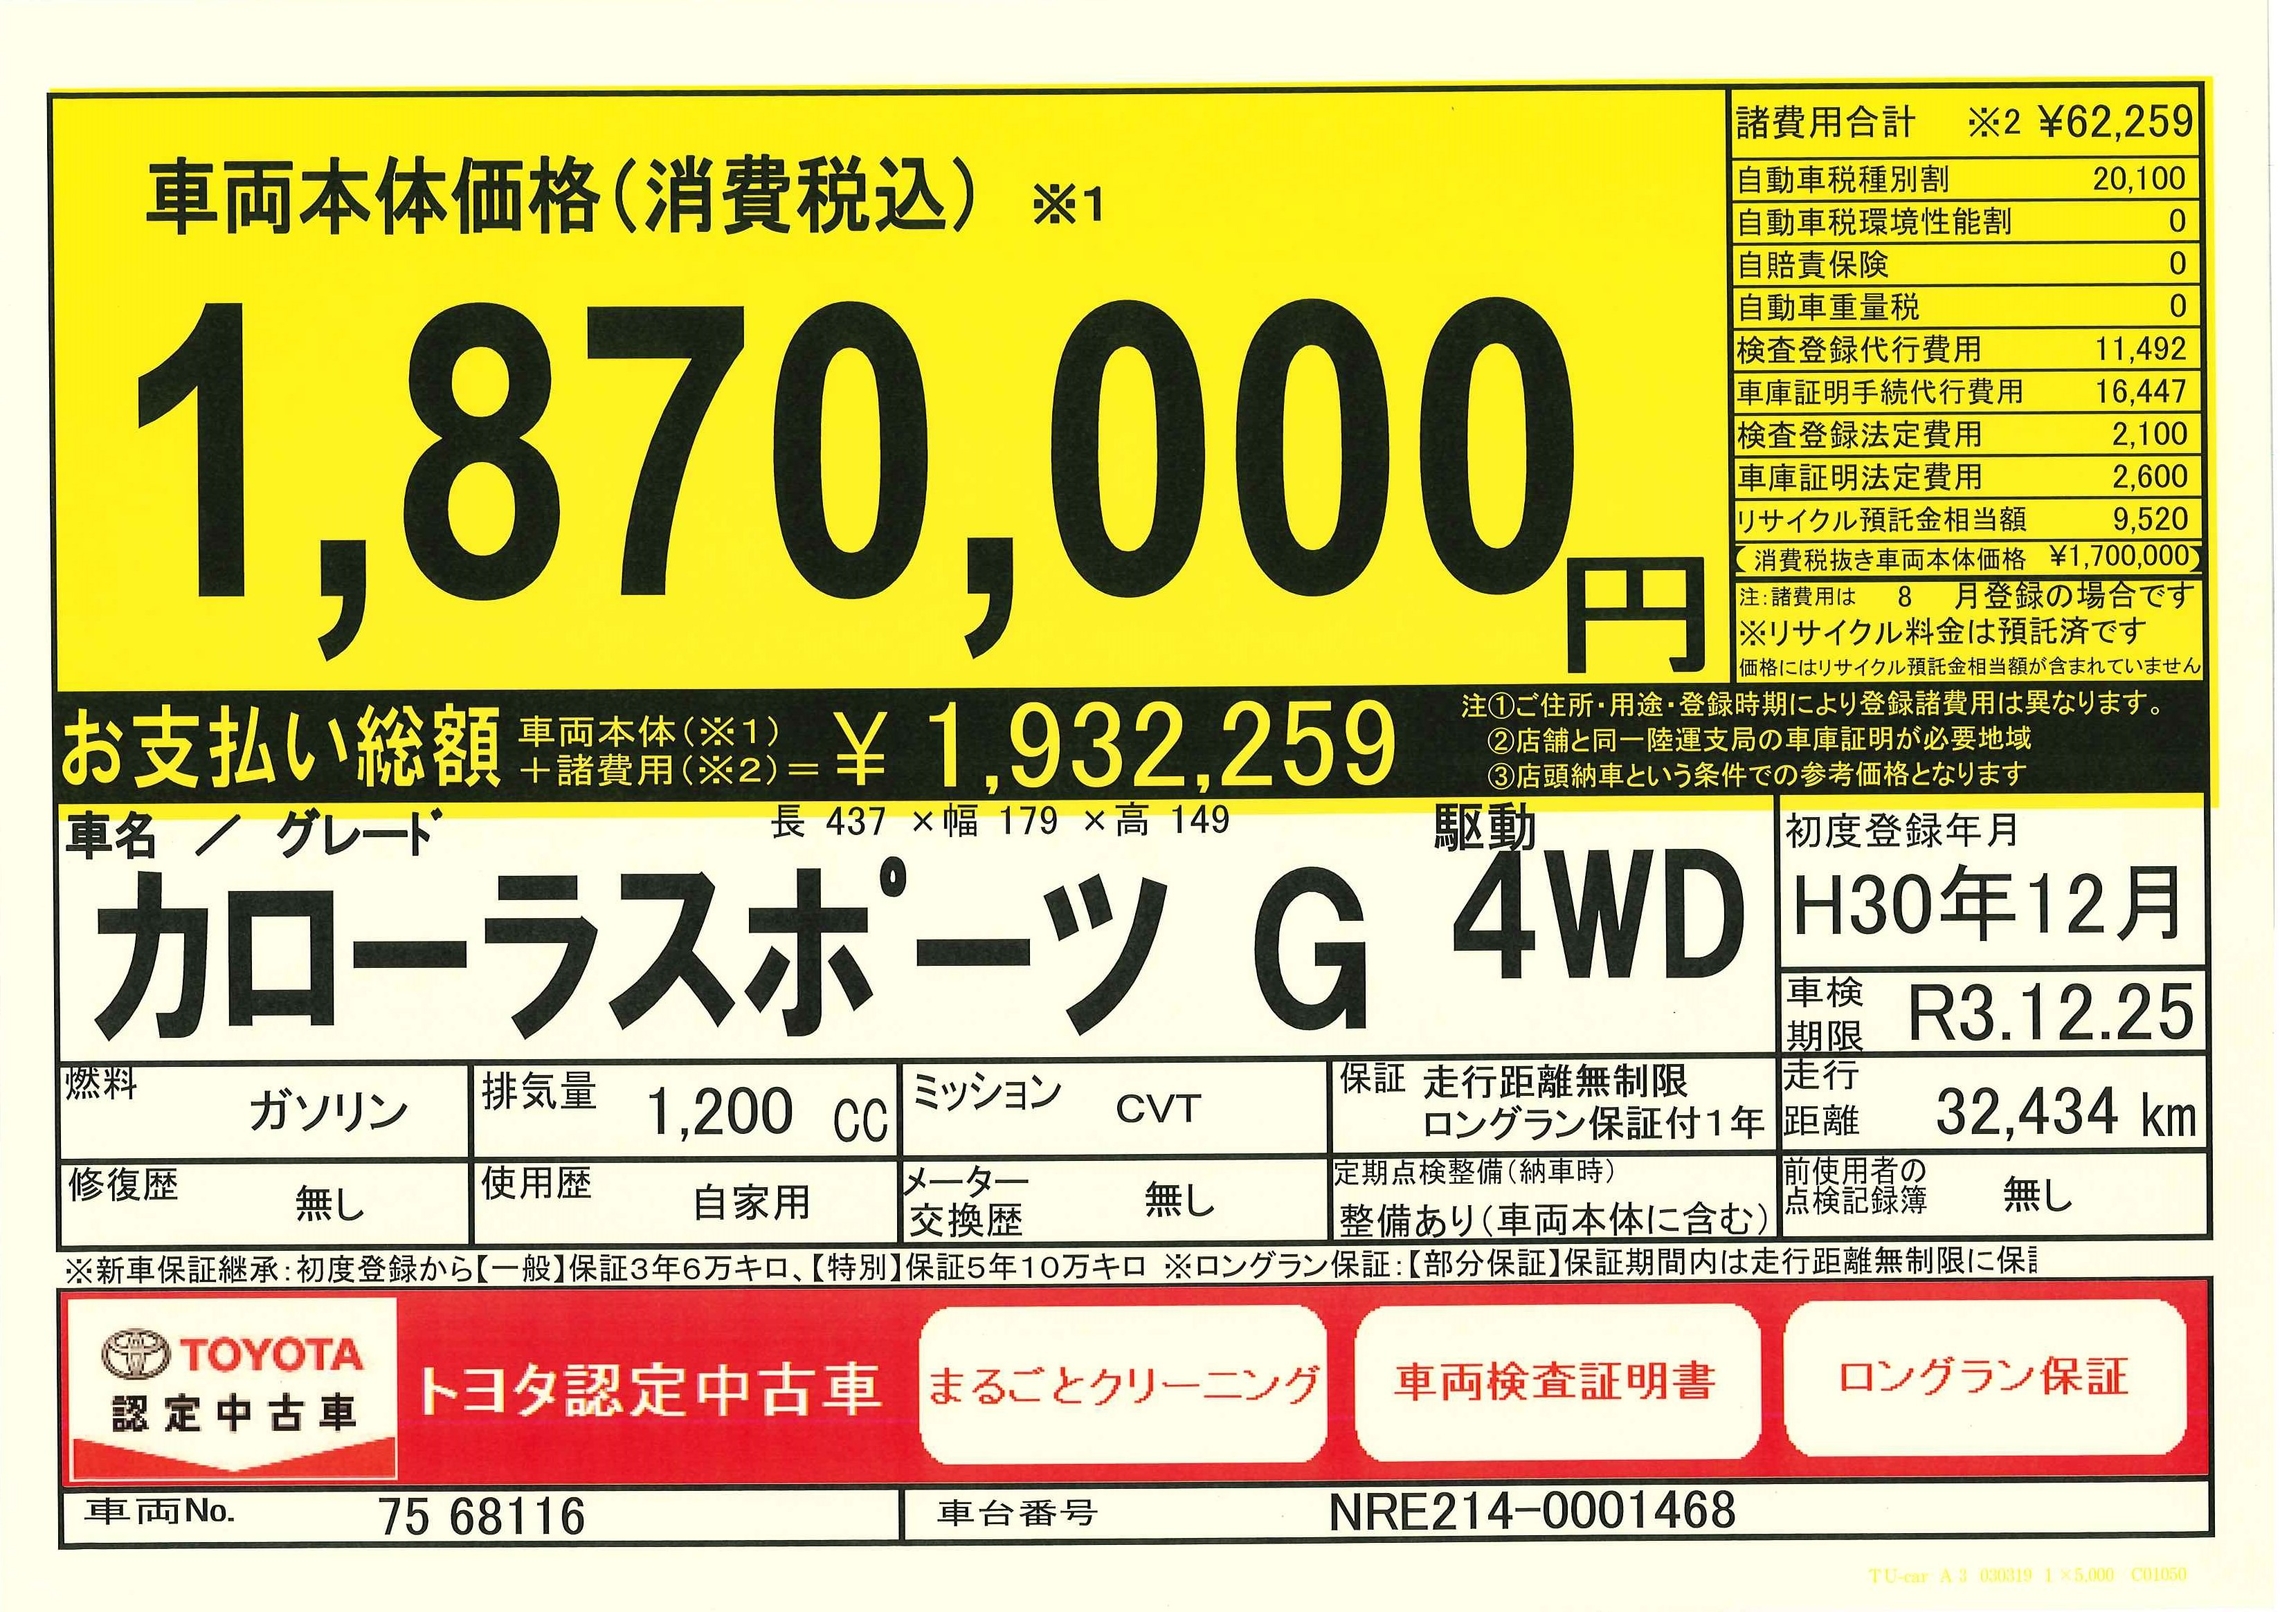 車両本体価格(消費税込) ※1
1,870,000円
諸費用合計 ※2 ¥62,259
自動車税種別割 20,100
自動車税環境性能割 0
自賠責保険 0
自動車重量税 0
検査登録代行費用 11,492
車庫証明手続代行費用 16,447
検査登録法定費用 2,100
車庫証明法定費用 2,600
リサイクル預託金相当額 9,520
(消費税抜き車両本体価格 ¥1,700,000)
注:諸費用は 8 月登録の場合です
※リサイクル料金は預託済です
価格にはリサイクル預託金相当額が含まれていません
お支払い総額 車両本体(※1)
+諸費用(※2)= ¥ 1,932,259
注①ご住所・用途・登録時期により登録諸費用は異なります。
②店舗と同一陸運支局の車庫証明が必要地域
③店頭納車という条件での参考価格となります
車名 / グレード 長 437 ×幅 179 ×高 149 駆動
カローラスポーツ G 4WD
初度登録年月
H30年12月
車検期限 R3.12.25
燃料 ガソリン
排気量 1,200 CC
ミッション CVT
保証 走行距離無制限
ロングラン保証付1年
走行距離 32,434 km
修復歴 無し
使用歴 自家用
メーター交換歴 無し
定期点検整備(納車時)
整備あり(車両本体に含む)
前使用者の点検記録簿 無し
※新車保証継承:初度登録から【一般】保証3年6万キロ、【特別】保証5年10万キロ ※ロングラン保証:【部分保証】保証期間内は走行距離無制限に保
TOYOTA
認定中古車
トヨタ認定中古車
まるごとクリーニング
車両検査証明書
ロングラン保証
車両No. 75 68116
車台番号 NRE214-0001468
TU-car A3 030319 1×5,000 C01050